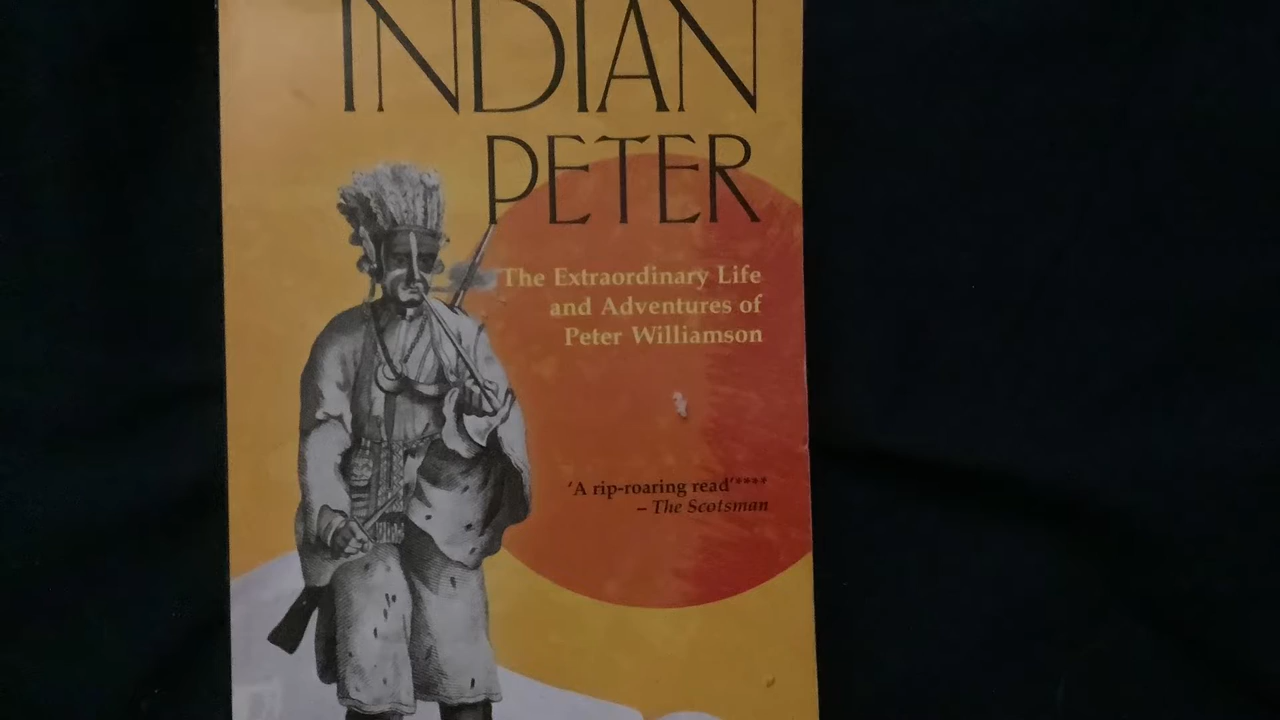 INDIAN
PETER
The Extraordinary Life
and Adventures of
Peter Williamson
'A rip-roaring read'****
– The Scotsman